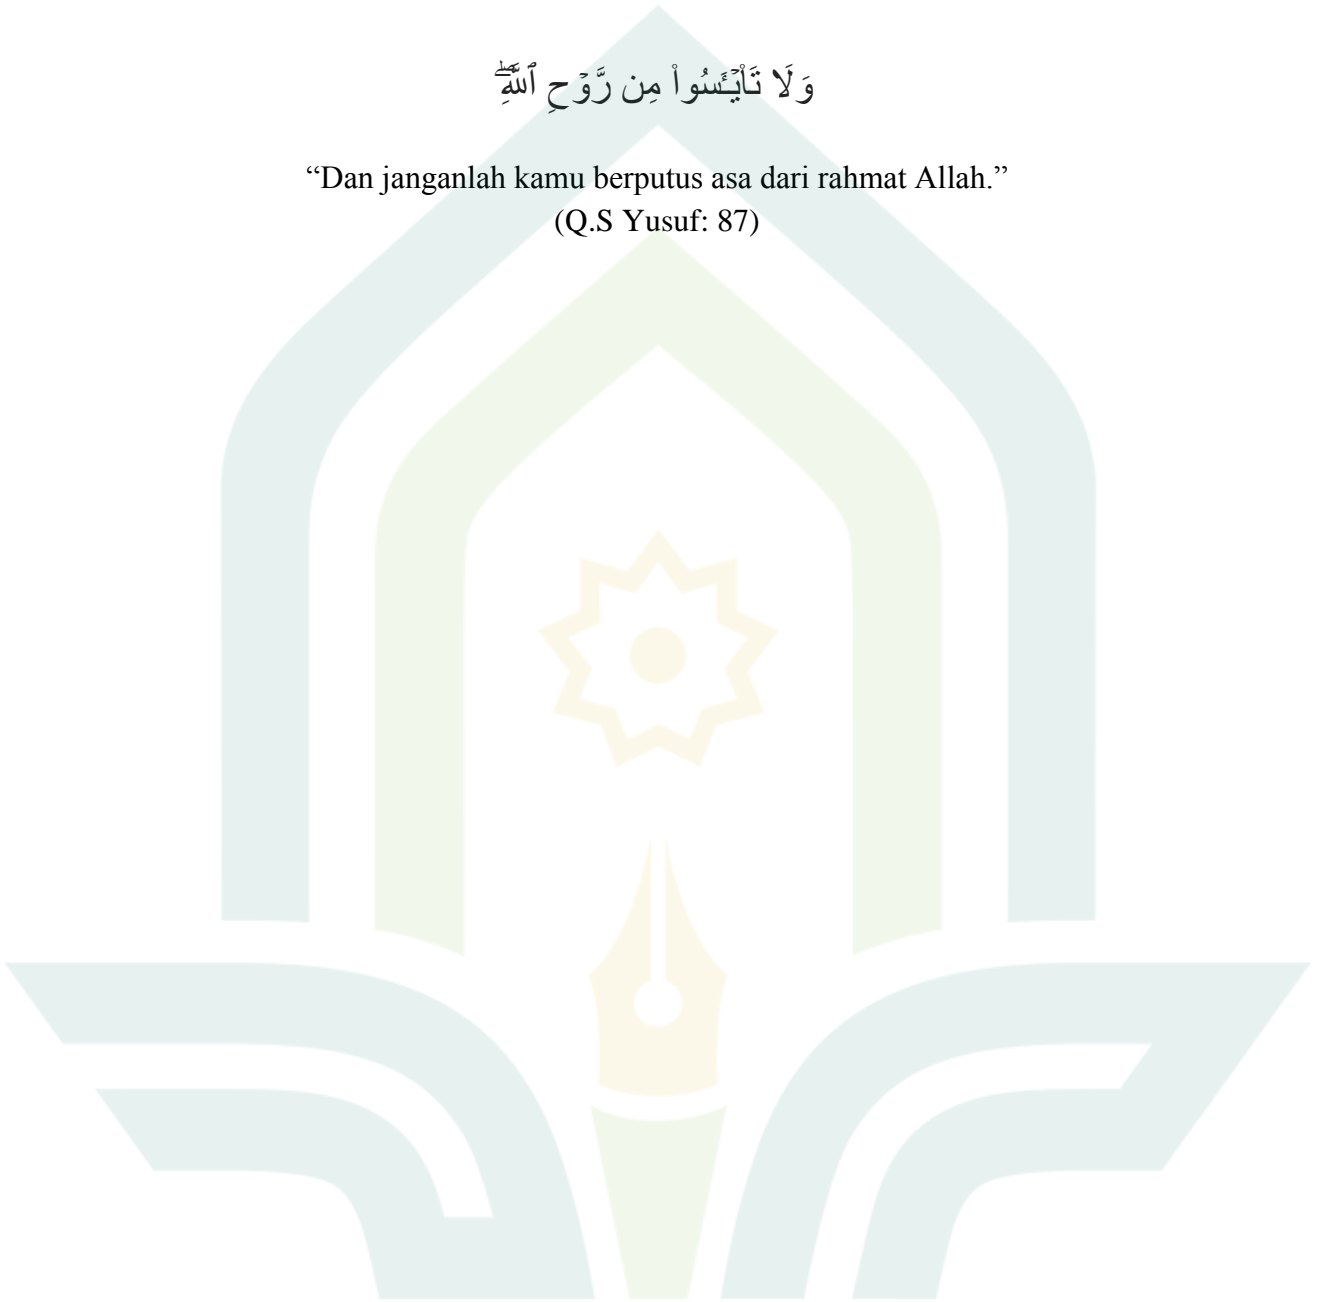 وَلَا تَا۟يْـَٔسُوا۟ مِن رَّوْحِ ٱللَّهِ ۖ
“Dan janganlah kamu berputus asa dari rahmat Allah.”
(Q.S Yusuf: 87)